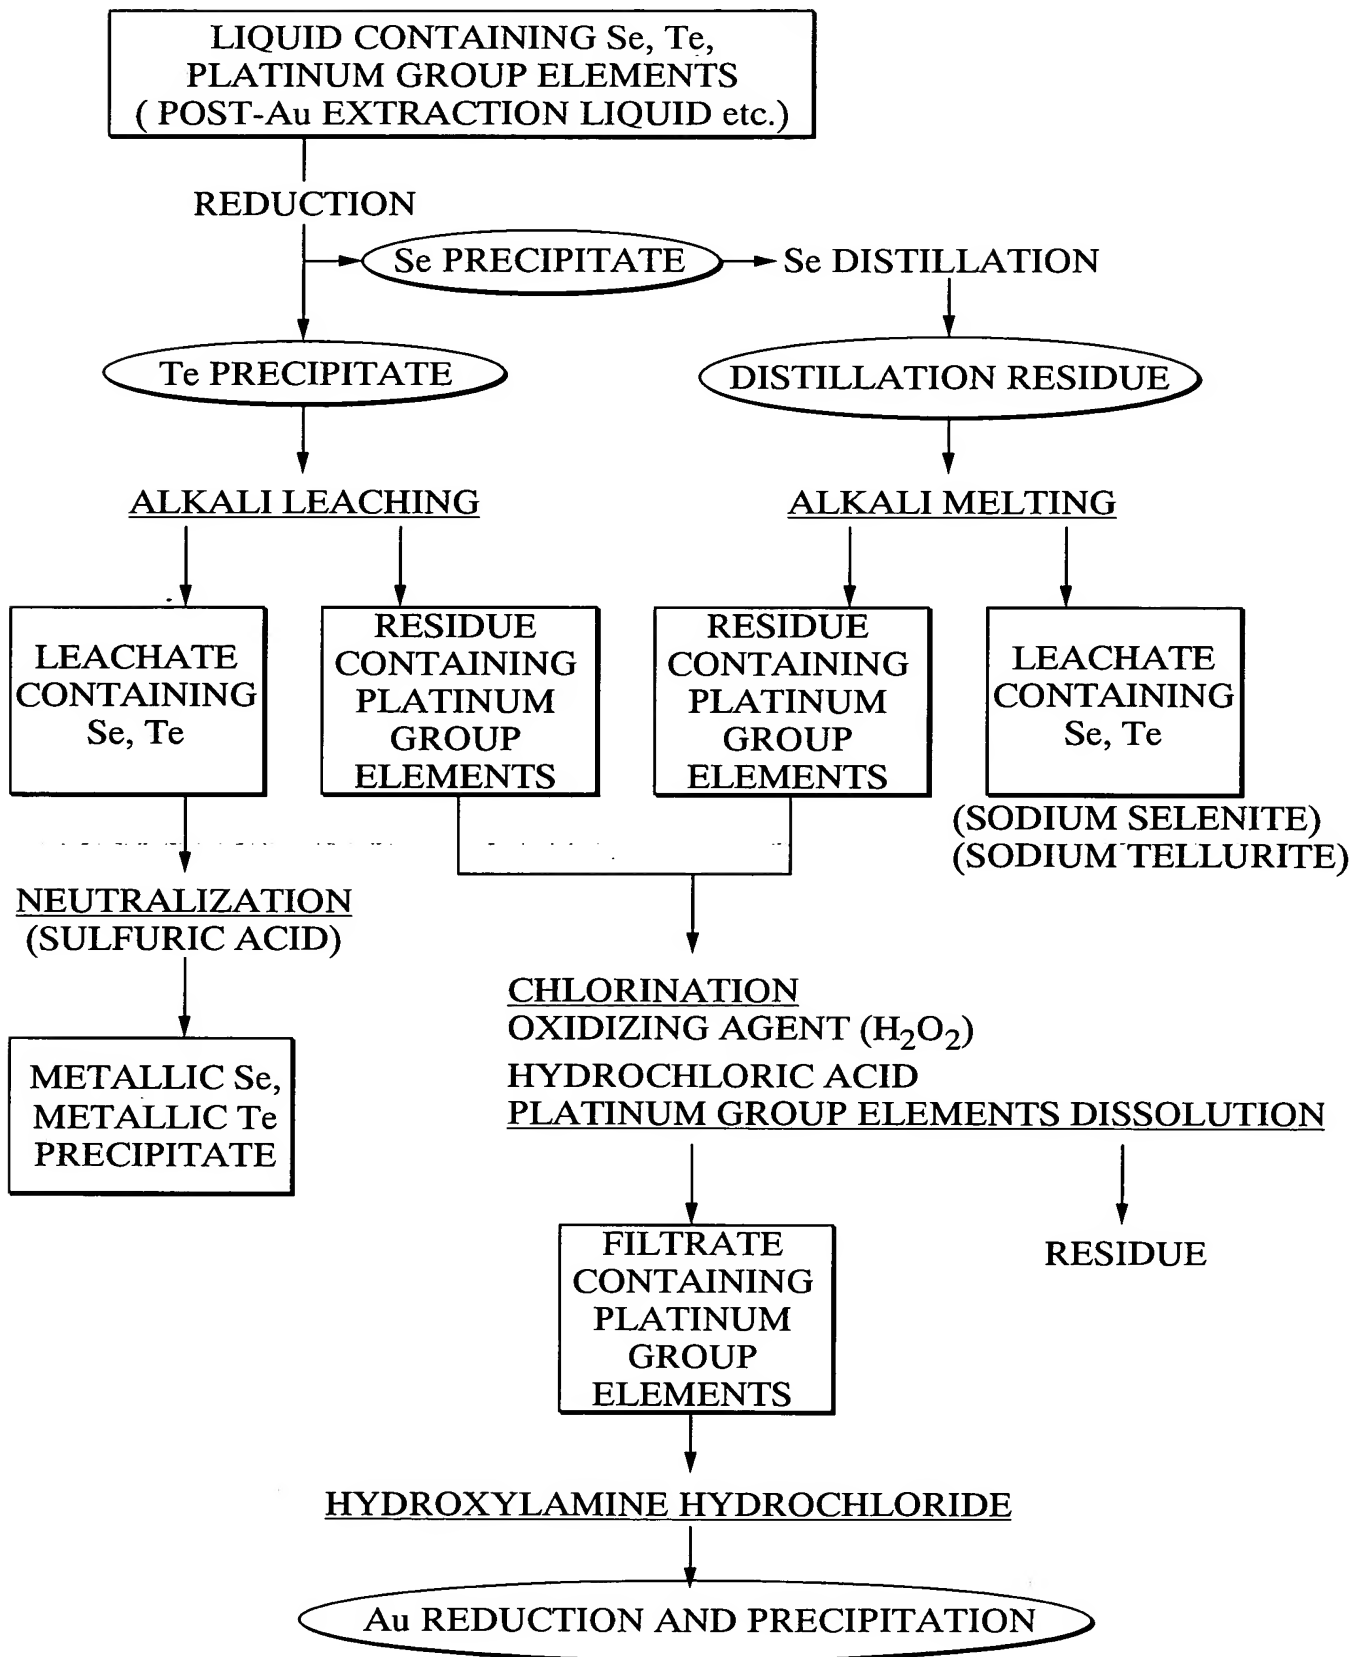 LIQUID CONTAINING Se, Te,
PLATINUM GROUP ELEMENTS
( POST-Au EXTRACTION LIQUID etc.)
REDUCTION
Se PRECIPITATE
Se DISTILLATION
Te PRECIPITATE
DISTILLATION RESIDUE
ALKALI LEACHING
ALKALI MELTING
LEACHATE
CONTAINING
Se, Te
RESIDUE
CONTAINING
PLATINUM
GROUP
ELEMENTS
RESIDUE
CONTAINING
PLATINUM
GROUP
ELEMENTS
LEACHATE
CONTAINING
Se, Te
(SODIUM SELENITE)
(SODIUM TELLURITE)
NEUTRALIZATION
(SULFURIC ACID)
METALLIC Se,
METALLIC Te
PRECIPITATE
CHLORINATION
OXIDIZING AGENT (H₂O₂)
HYDROCHLORIC ACID
PLATINUM GROUP ELEMENTS DISSOLUTION
FILTRATE
CONTAINING
PLATINUM
GROUP
ELEMENTS
RESIDUE
HYDROXYLAMINE HYDROCHLORIDE
Au REDUCTION AND PRECIPITATION